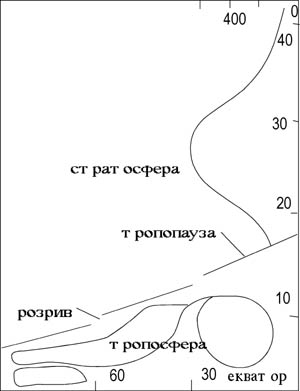 400 0
40
30
ст рат осфера
20
т ропопауза
розрив
10
т ропосфера
60 30 екват ор